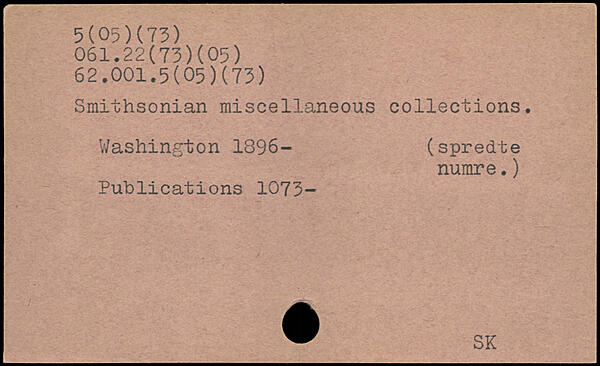 5(05)(73)
061.22(73)(05)
62.001.5(05)(73)
Smithsonian miscellaneous collections.
Washington 1896- (spredte
numre.)
Publications 1073-
SK